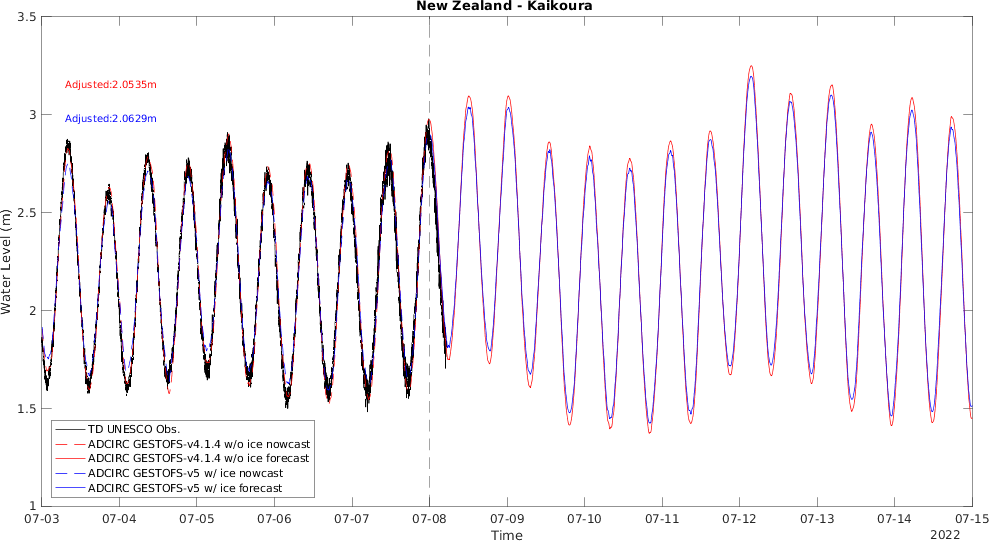 New Zealand - Kaikoura
3.5
3
2.5
2
1.5
1
Water Level (m)
Adjusted:2.0535m
Adjusted:2.0629m
TD UNESCO Obs.
ADCIRC GESTOFS-v4.1.4 w/o ice nowcast
ADCIRC GESTOFS-v4.1.4 w/o ice forecast
ADCIRC GESTOFS-v5 w/ ice nowcast
ADCIRC GESTOFS-v5 w/ ice forecast
07-03 07-04 07-05 07-06 07-07 07-08 07-09 07-10 07-11 07-12 07-13 07-14 07-15
Time
2022